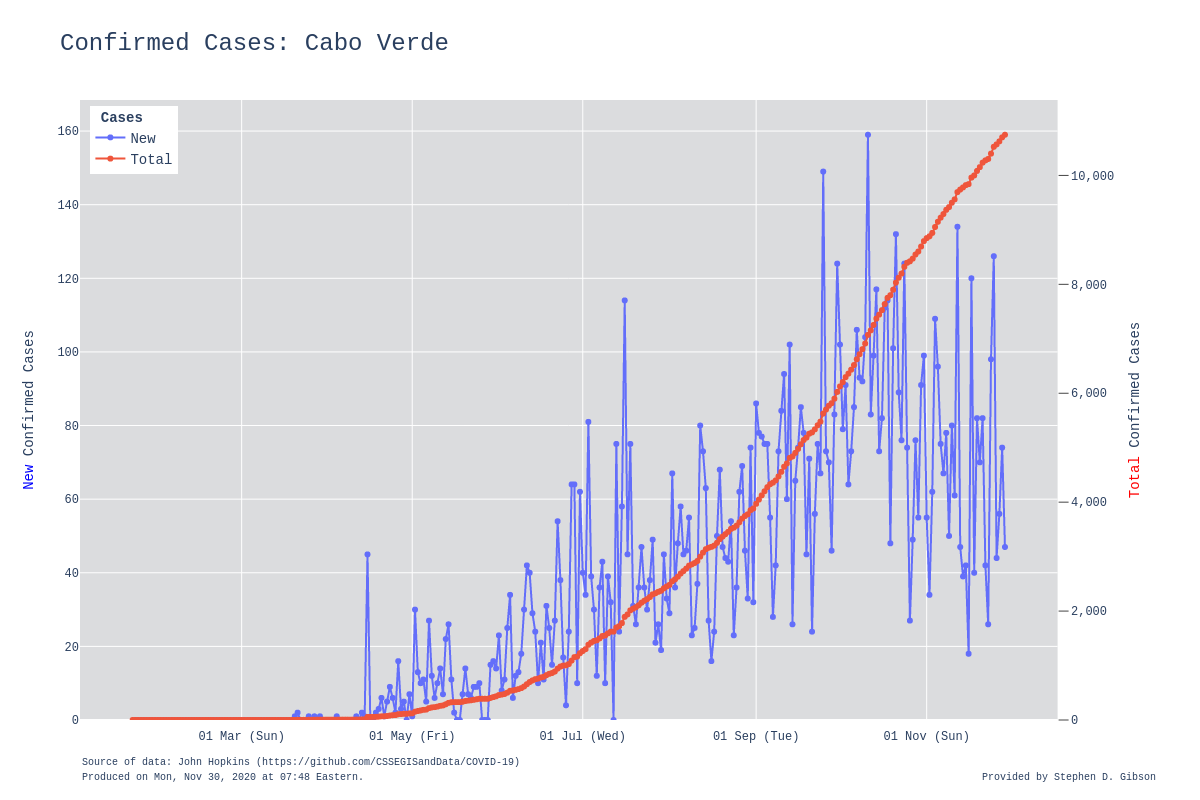 Confirmed Cases: Cabo Verde
Cases
New
Total
160
140
120
100
80
60
40
20
0
10,000
8,000
6,000
4,000
2,000
0
New Confirmed Cases
Total Confirmed Cases
01 Mar (Sun)
01 May (Fri)
01 Jul (Wed)
01 Sep (Tue)
01 Nov (Sun)
Source of data: John Hopkins (https://github.com/CSSEGISandData/COVID-19)
Produced on Mon, Nov 30, 2020 at 07:48 Eastern.
Provided by Stephen D. Gibson